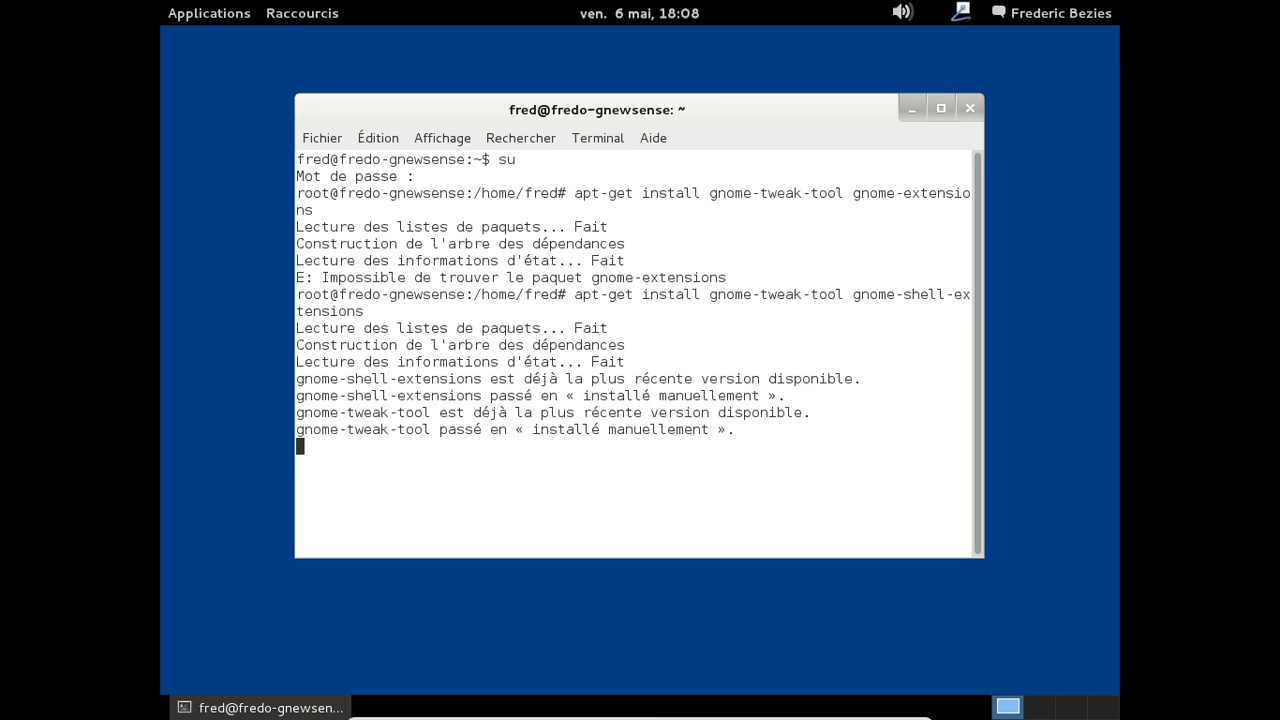 Applications Raccourcis ven. 6 mai, 18:08 Frederic Bezies
fred@fredo-gnewsense: ~
Fichier Édition Affichage Rechercher Terminal Aide
fred@fredo-gnewsense:~$ su
Mot de passe :
root@fredo-gnewsense:/home/fred# apt-get install gnome-tweak-tool gnome-extensio
ns
Lecture des listes de paquets... Fait
Construction de l'arbre des dépendances
Lecture des informations d'état... Fait
E: Impossible de trouver le paquet gnome-extensions
root@fredo-gnewsense:/home/fred# apt-get install gnome-tweak-tool gnome-shell-ex
tensions
Lecture des listes de paquets... Fait
Construction de l'arbre des dépendances
Lecture des informations d'état... Fait
gnome-shell-extensions est déjà la plus récente version disponible.
gnome-shell-extensions passé en « installé manuellement ».
gnome-tweak-tool est déjà la plus récente version disponible.
gnome-tweak-tool passé en « installé manuellement ».
fred@fredo-gnewsen...